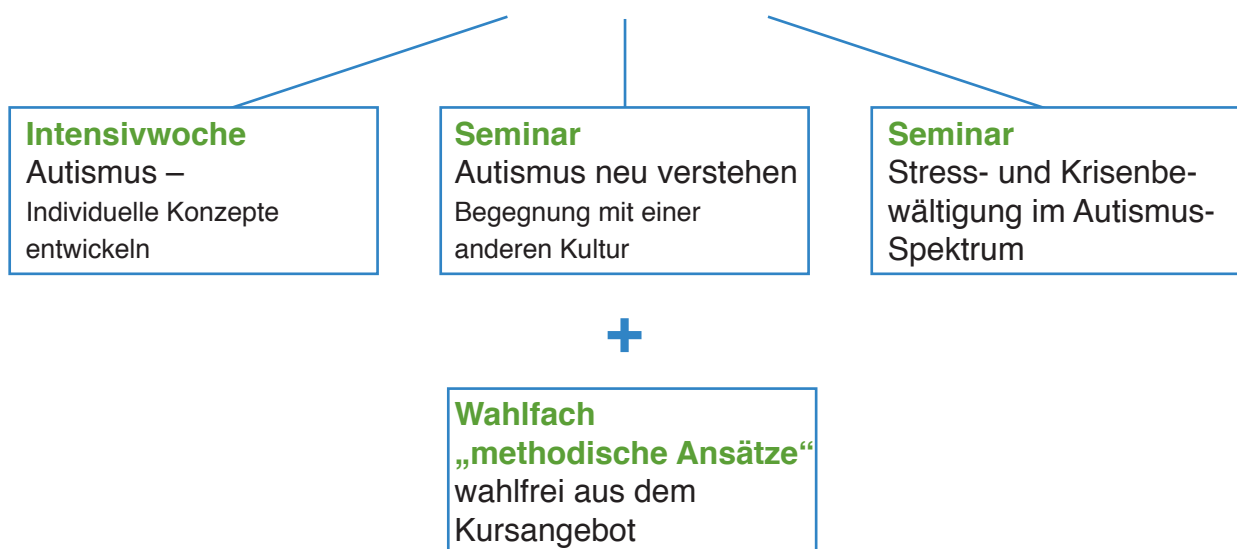 Intensivwoche
Autismus –
Individuelle Konzepte
entwickeln
Seminar
Autismus neu verstehen
Begegnung mit einer
anderen Kultur
Seminar
Stress- und Krisenbe-
wältigung im Autismus-
Spektrum
+
Wahlfach
„methodische Ansätze“
wahlfrei aus dem
Kursangebot